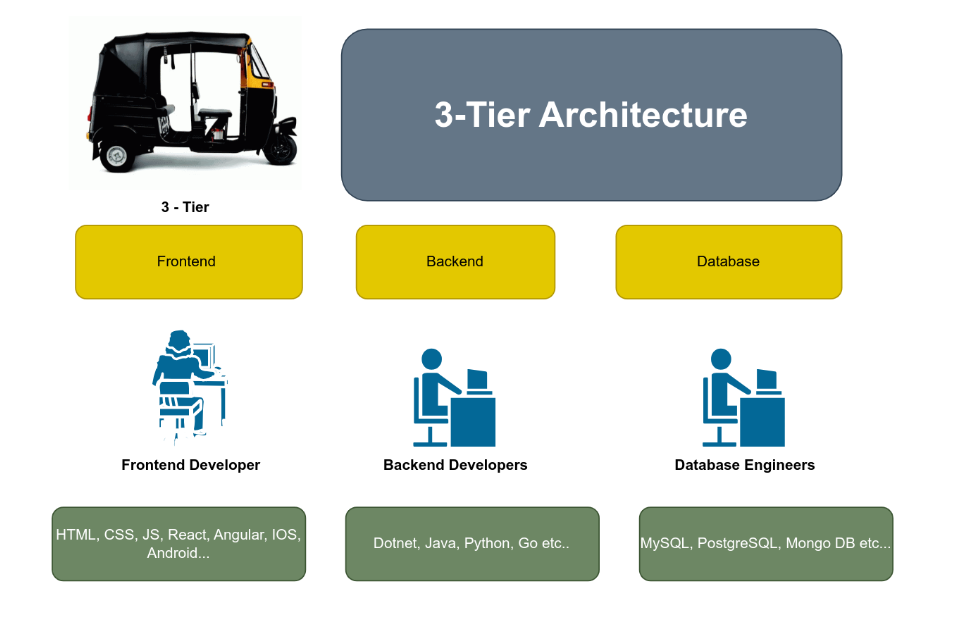 3-Tier Architecture
3 - Tier
Frontend
Backend
Database
Frontend Developer
Backend Developers
Database Engineers
HTML, CSS, JS, React, Angular, IOS,
Android...
Dotnet, Java, Python, Go etc..
MySQL, PostgreSQL, Mongo DB etc...